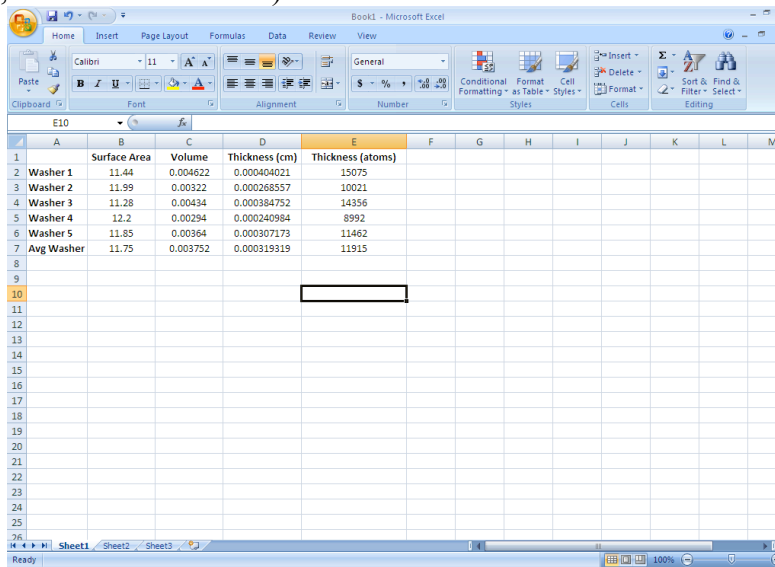 Book1 - Microsoft Excel
Home Insert Page Layout Formulas Data Review View
Paste
Calibri 11 A A
B I U A
General
$ % ,
Conditional Formatting Format as Table Cell Styles
Insert
Delete
Format
Σ
Sort & Filter Find & Select
Clipboard Font Alignment Number Styles Cells Editing
E10 fx
A B C D E F G H I J K L M
1 Surface Area Volume Thickness (cm) Thickness (atoms)
2 Washer 1 11.44 0.004622 0.000404021 15075
3 Washer 2 11.99 0.00322 0.000268557 10021
4 Washer 3 11.28 0.00434 0.000384752 14356
5 Washer 4 12.2 0.00294 0.000240984 8992
6 Washer 5 11.85 0.00364 0.000307173 11462
7 Avg Washer 11.75 0.003752 0.000319319 11915
8
9
10
11
12
13
14
15
16
17
18
19
20
21
22
23
24
25
26
Sheet1 Sheet2 Sheet3
Ready 100%